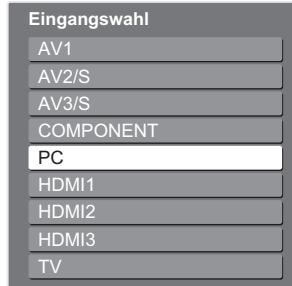 Eingangswahl
AV1
AV2/S
AV3/S
COMPONENT
PC
HDMI1
HDMI2
HDMI3
TV